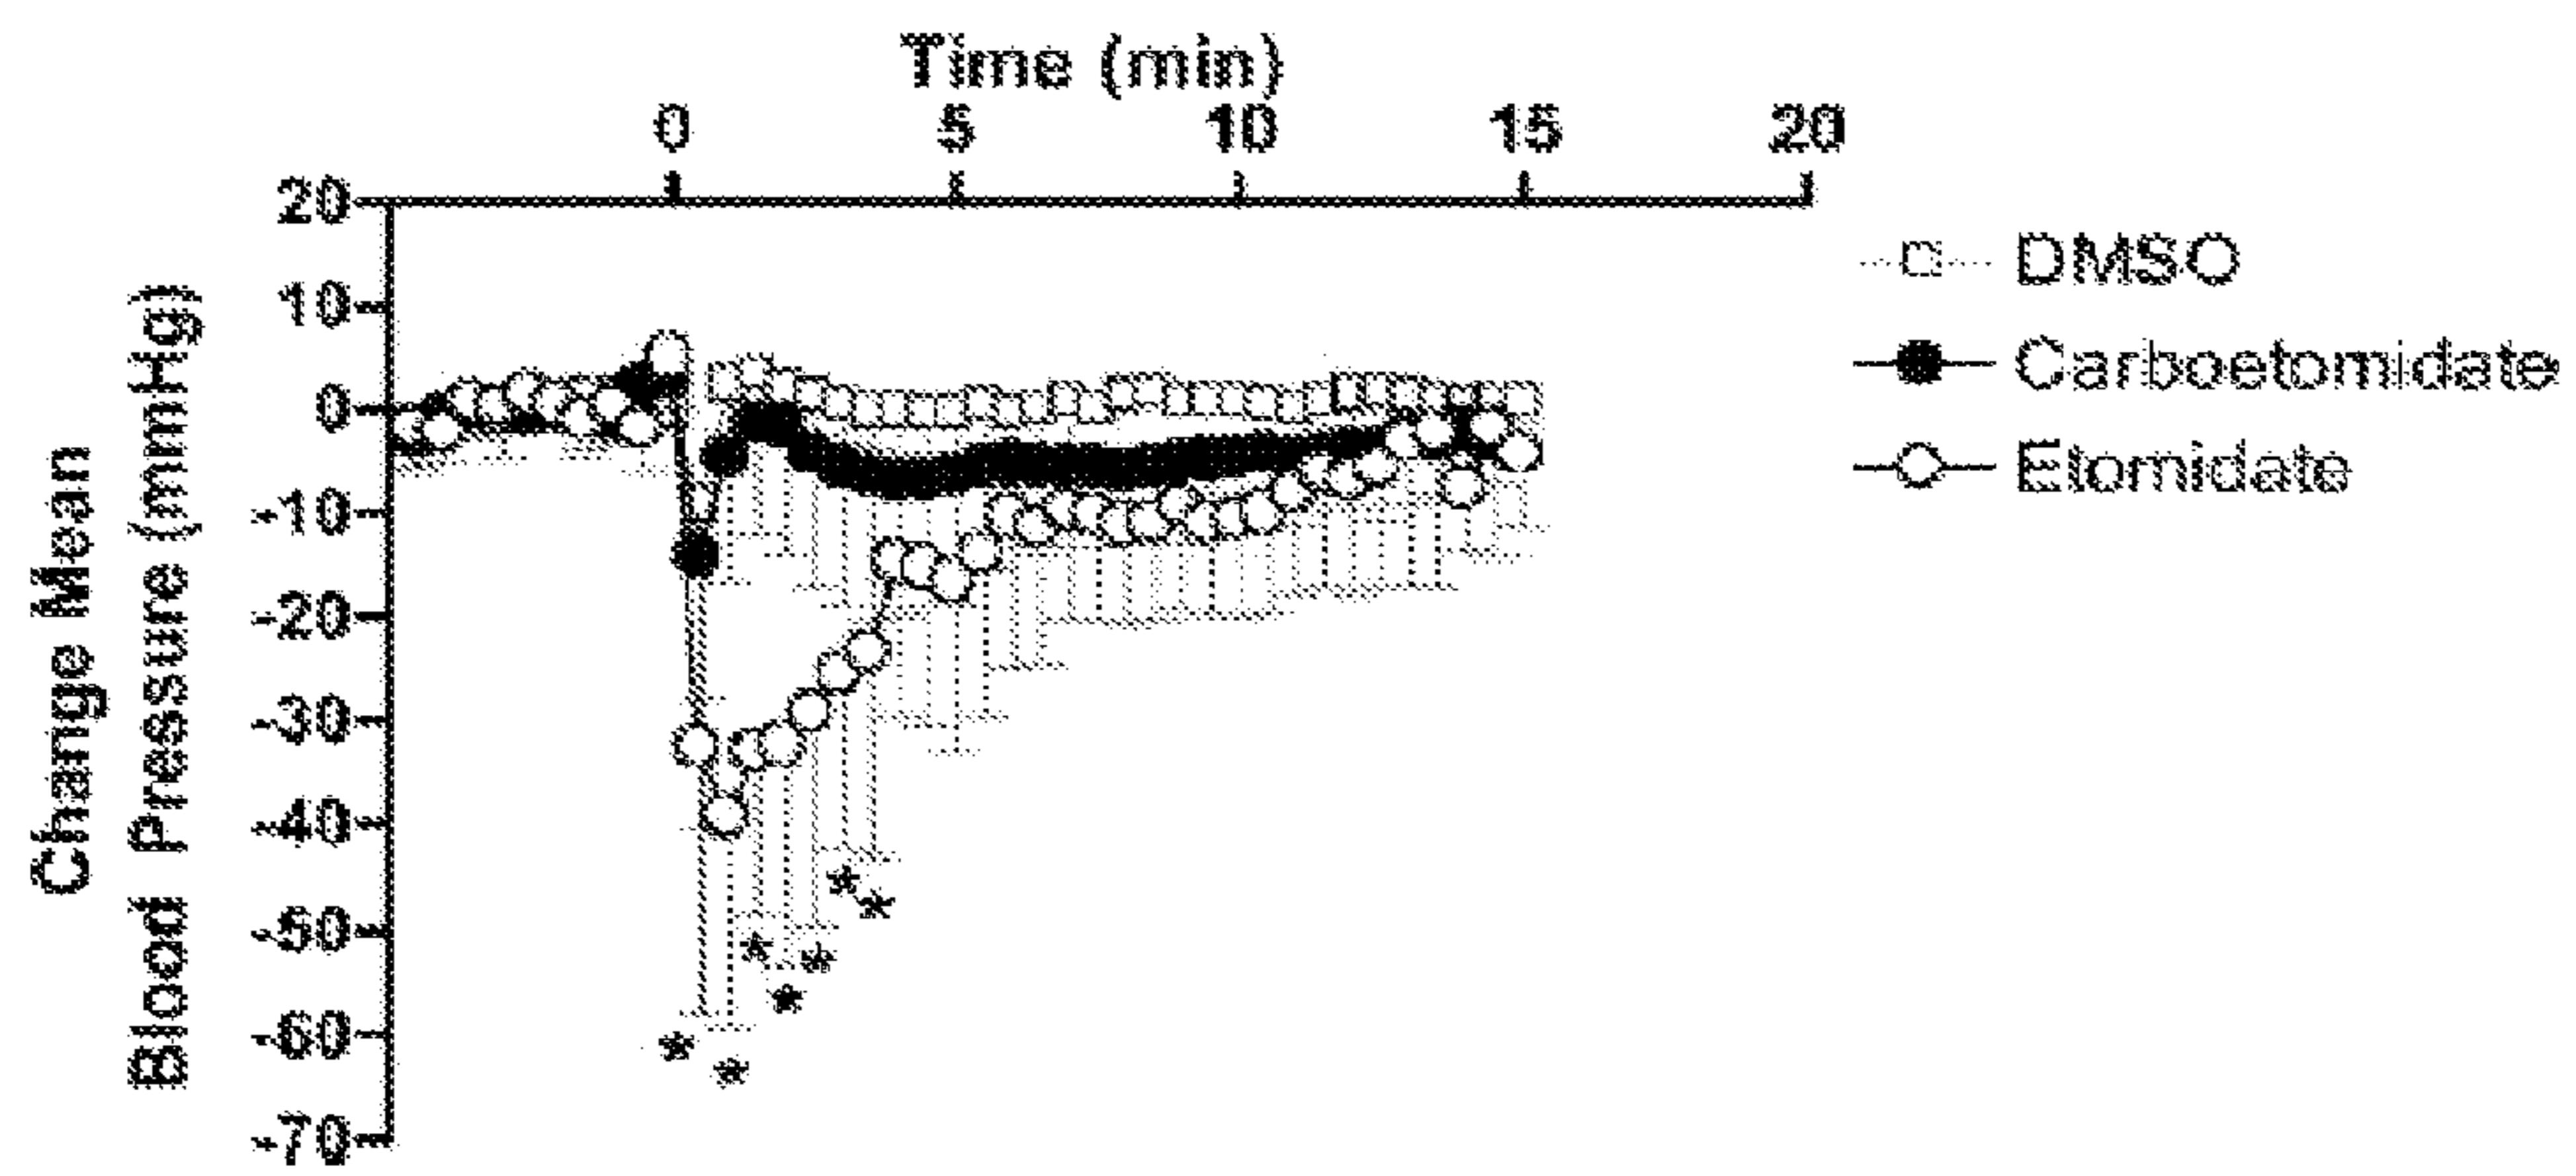 Time (min)
0 5 10 15 20
20
10
0
-10
-20
-30
-40
-50
-60
-70
Change Mean
Blood Pressure (mmHg)
DMSO
Carboetomidate
Etomidate
* * * * * * *